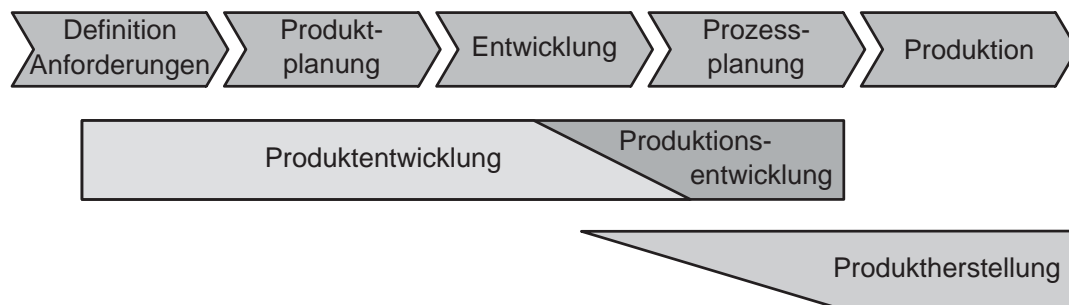 Definition
Anforderungen
Produkt-
planung
Entwicklung
Prozess-
planung
Produktion
Produktentwicklung
Produktions-
entwicklung
Produktherstellung